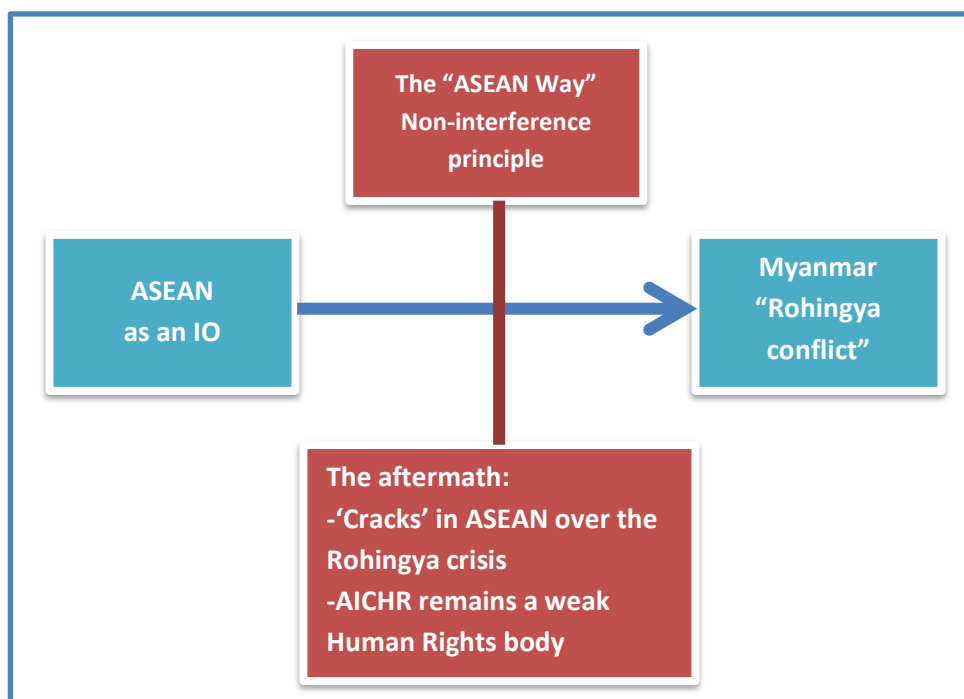 The “ASEAN Way”
Non-interference
principle
ASEAN
as an IO
Myanmar
“Rohingya
conflict”
The aftermath:
-‘Cracks’ in ASEAN over the
Rohingya crisis
-AICHR remains a weak
Human Rights body